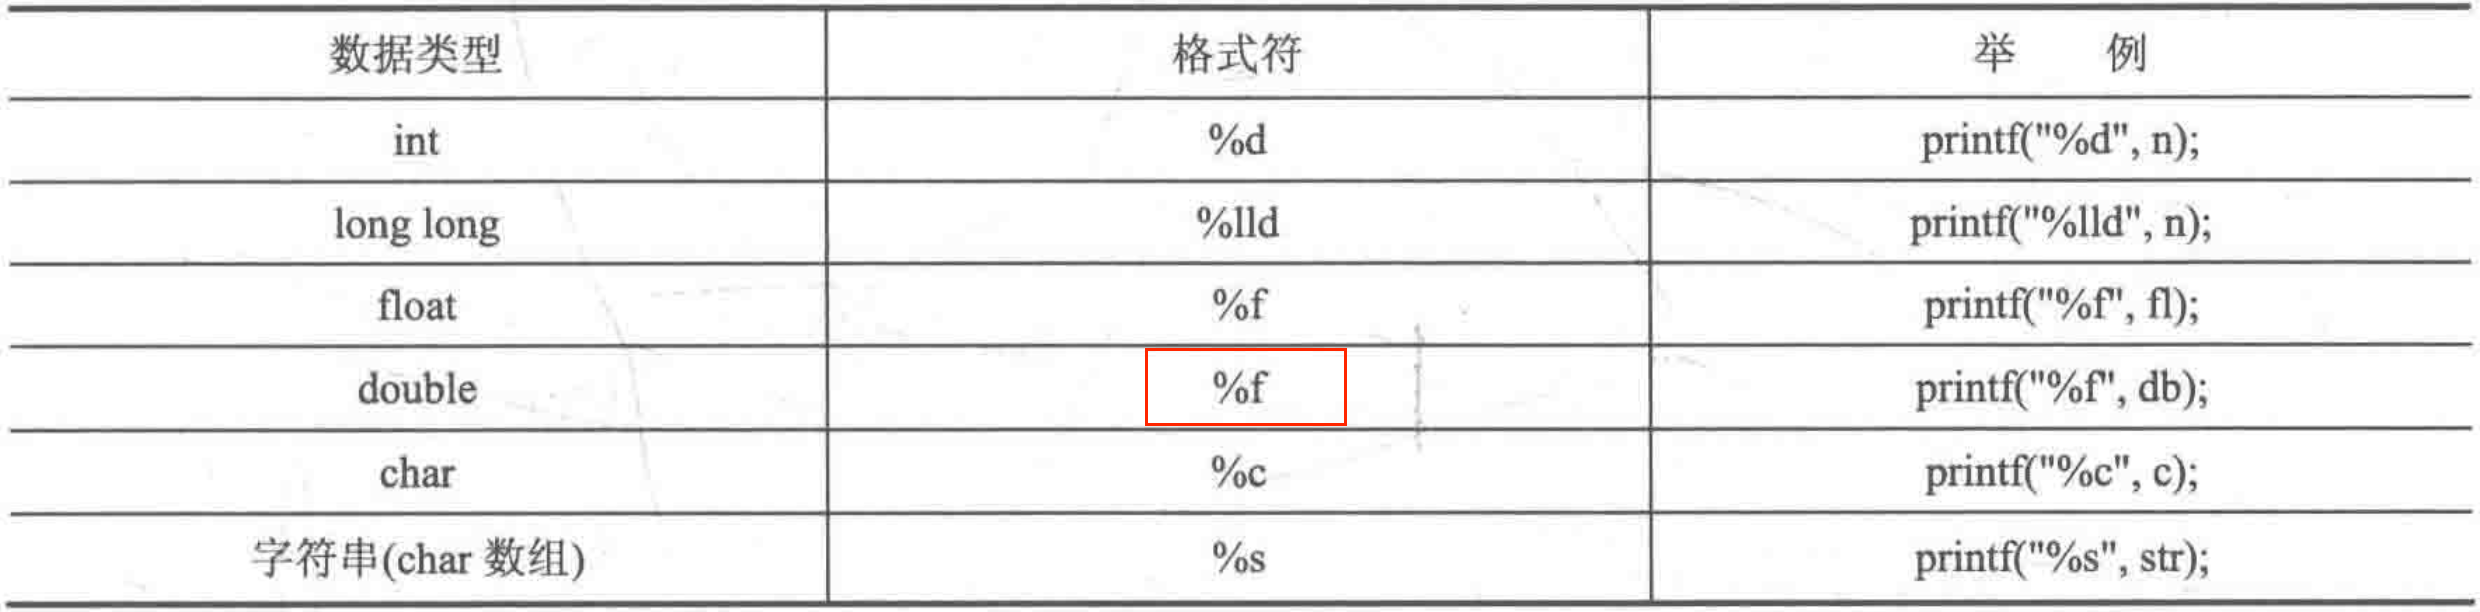 数据类型 格式符 举 例
int %d printf("%d", n);
long long %lld printf("%lld", n);
float %f printf("%f", fl);
double %f printf("%f", db);
char %c printf("%c", c);
字符串(char 数组) %s printf("%s", str);